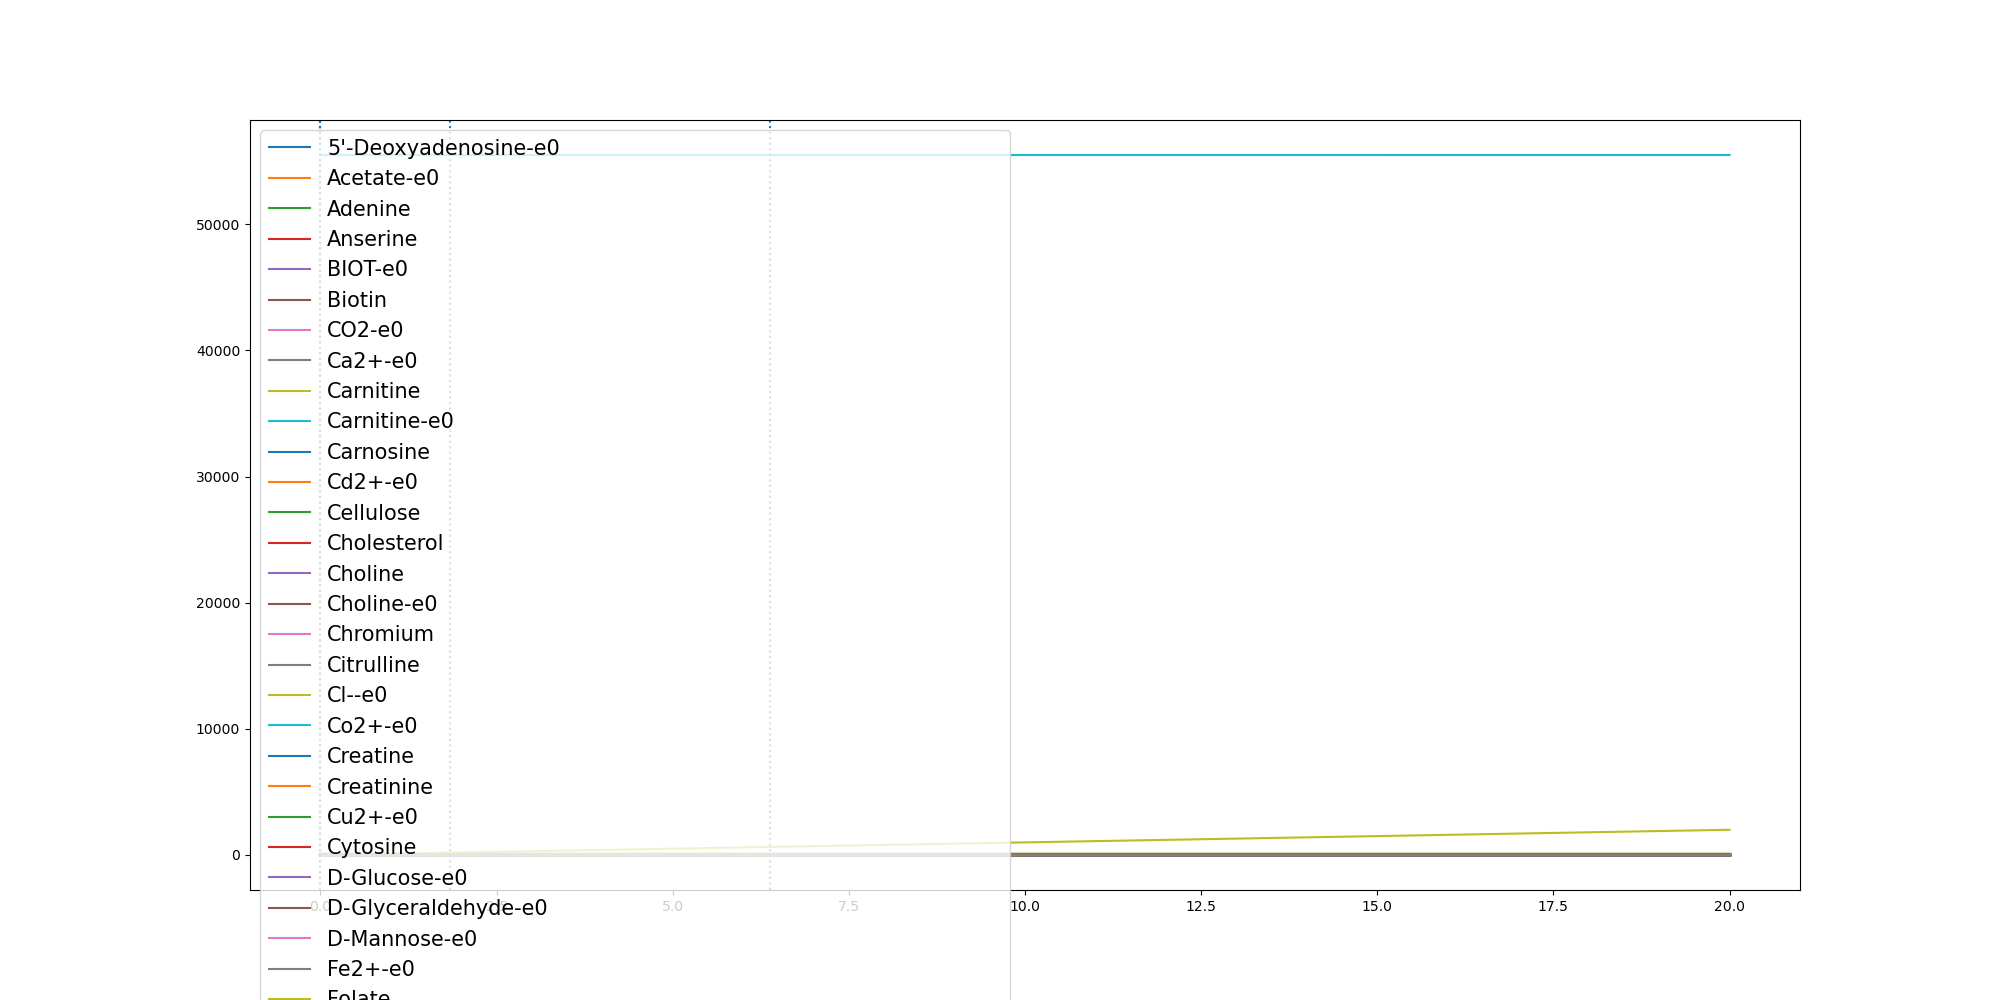 5'-Deoxyadenosine-e0
Acetate-e0
Adenine
Anserine
BIOT-e0
Biotin
CO2-e0
Ca2+-e0
Carnitine
Carnitine-e0
Carnosine
Cd2+-e0
Cellulose
Cholesterol
Choline
Choline-e0
Chromium
Citrulline
Cl--e0
Co2+-e0
Creatine
Creatinine
Cu2+-e0
Cytosine
D-Glucose-e0
D-Glyceraldehyde-e0
D-Mannose-e0
Fe2+-e0
Folate
50000
40000
30000
20000
10000
0
0.0
5.0
7.5
10.0
12.5
15.0
17.5
20.0